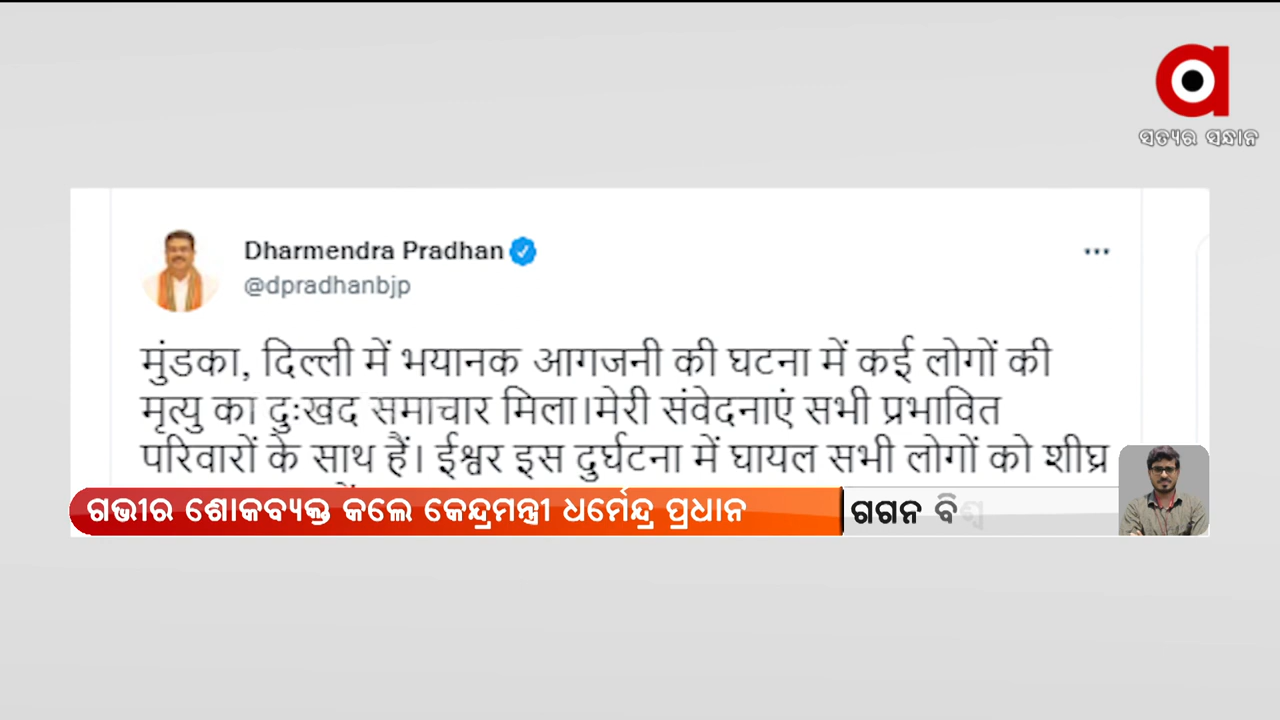 ସତ୍ୟର ସନ୍ଧାନ
Dharmendra Pradhan
@dpradhanbjp
मुंडका, दिल्ली में भयानक आगजनी की घटना में कई लोगों की
मृत्यु का दुःखद समाचार मिला।मेरी संवेदनाएं सभी प्रभावित
परिवारों के साथ हैं। ईश्वर इस दुर्घटना में घायल सभी लोगों को शीघ्र
ଗଭୀର ଶୋକବ୍ୟକ୍ତ କଲେ କେନ୍ଦ୍ରମନ୍ତ୍ରୀ ଧର୍ମେନ୍ଦ୍ର ପ୍ରଧାନ
ଗଗନ ବିଶ୍ୱ